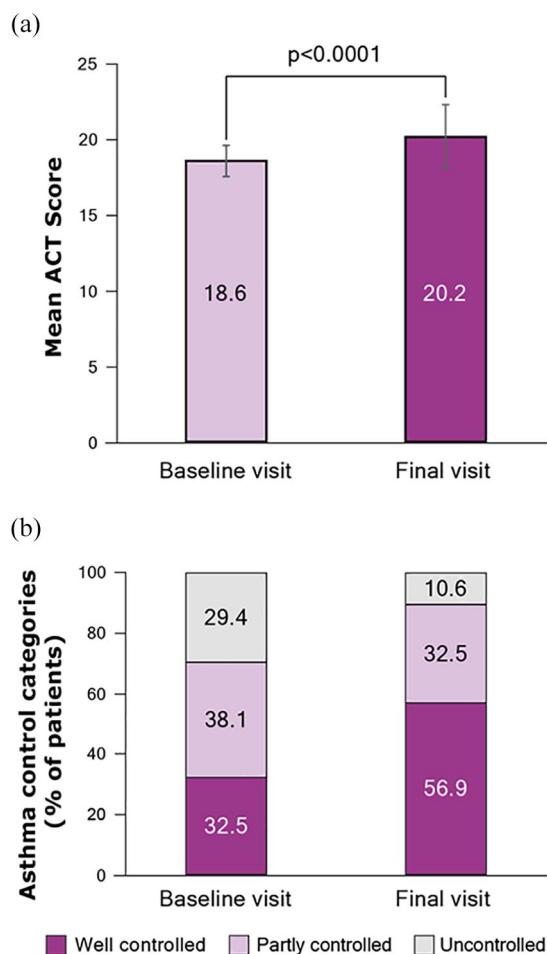 (a)
p<0.0001
Mean ACT Score
25
20
15
10
5
0
18.6
20.2
Baseline visit
Final visit
(b)
Asthma control categories
(% of patients)
100
80
60
40
20
0
29.4
38.1
32.5
10.6
32.5
56.9
Baseline visit
Final visit
Well controlled
Partly controlled
Uncontrolled